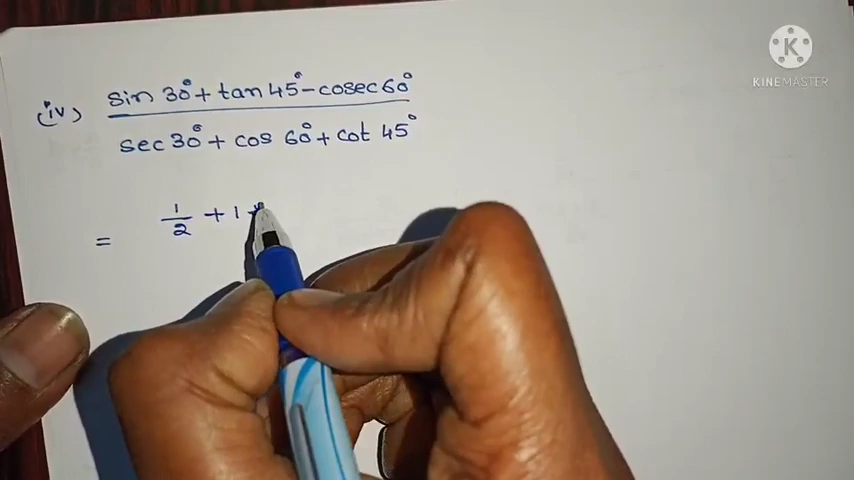 (iv) sin 30° + tan 45° - cosec 60°
sec 30° + cos 60° + cot 45°
= 1/2 + 1 -
K
KINEMASTER